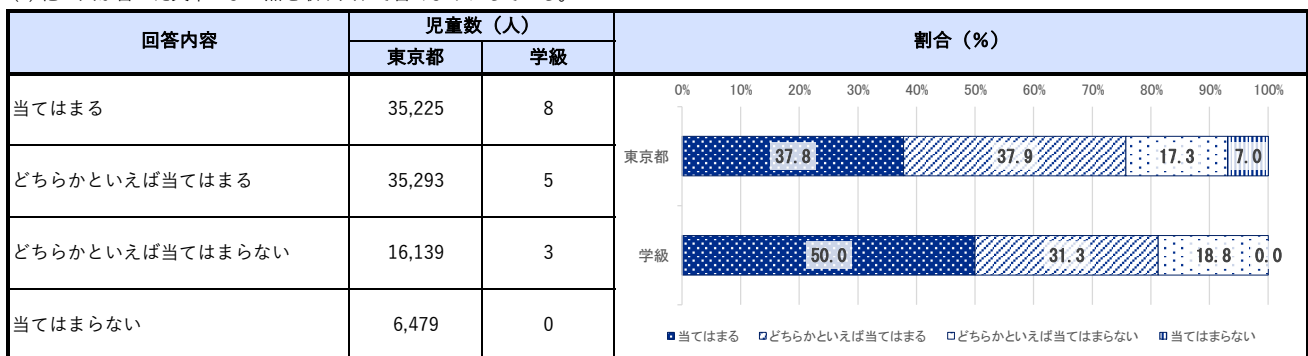 回答内容
児童数（人）
割合（%）
東京都
学級
当てはまる
35,225
8
どちらかといえば当てはまる
35,293
5
どちらかといえば当てはまらない
16,139
3
当てはまらない
6,479
0
0% 10% 20% 30% 40% 50% 60% 70% 80% 90% 100%
東京都 37.8 37.9 17.3 7.0
学級 50.0 31.3 18.8 0.0
当てはまる どちらかといえば当てはまる どちらかといえば当てはまらない 当てはまらない